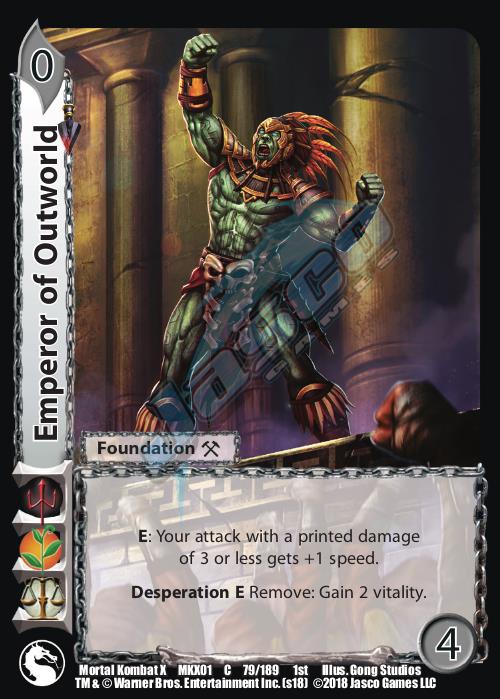 0
Emperor of Outworld
Foundation
E: Your attack with a printed damage
of 3 or less gets +1 speed.
Desperation E Remove: Gain 2 vitality.
4
Mortal Kombat X MKX01 C 79/189 1st Illus. Gong Studios
TM & © Warner Bros. Entertainment Inc. (s18) ©2018 Jasco Games LLC
Jasco
GAMES